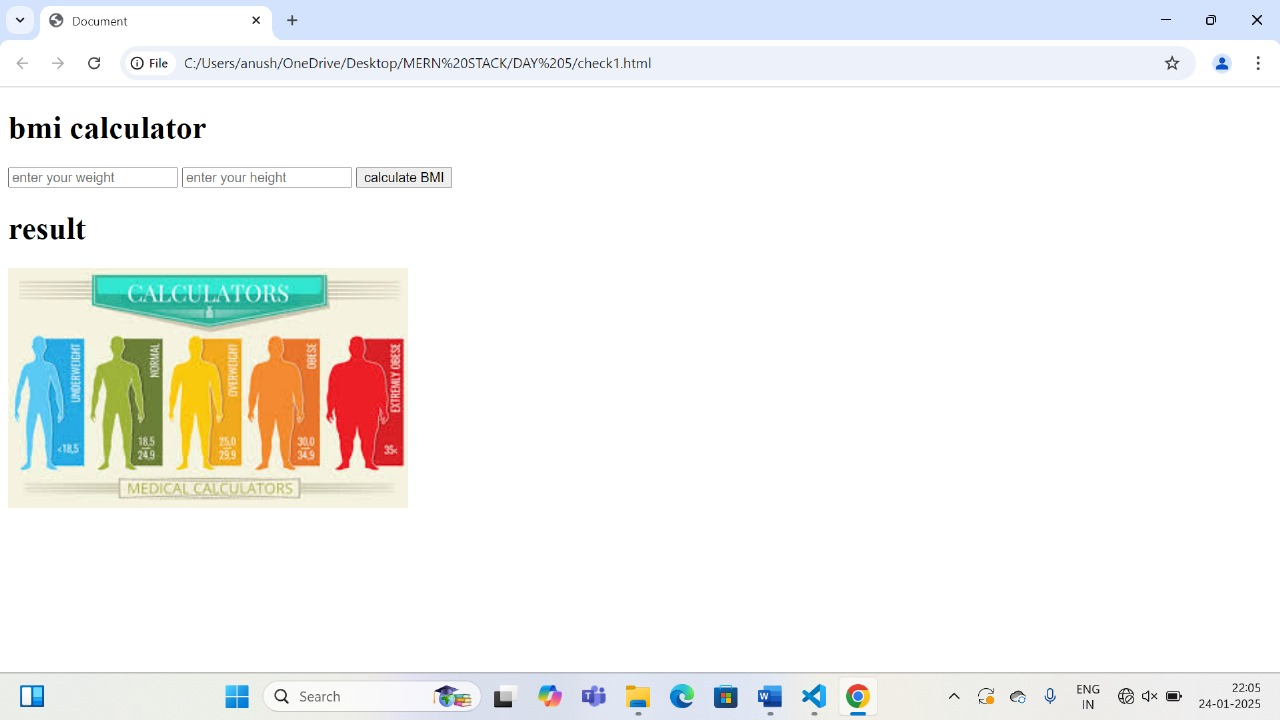 Document
File
C:/Users/anush/OneDrive/Desktop/MERN%20STACK/DAY%205/check1.html
bmi calculator
enter your weight
enter your height
calculate BMI
result
CALCULATORS
UNDERWEIGHT
<18,5
NORMAL
18,5
24,9
OVERWEIGHT
25,0
29,9
OBESE
30,0
34,9
EXTREMLY OBESE
35<
MEDICAL CALCULATORS
Search
ENG
IN
22:05
24-01-2025